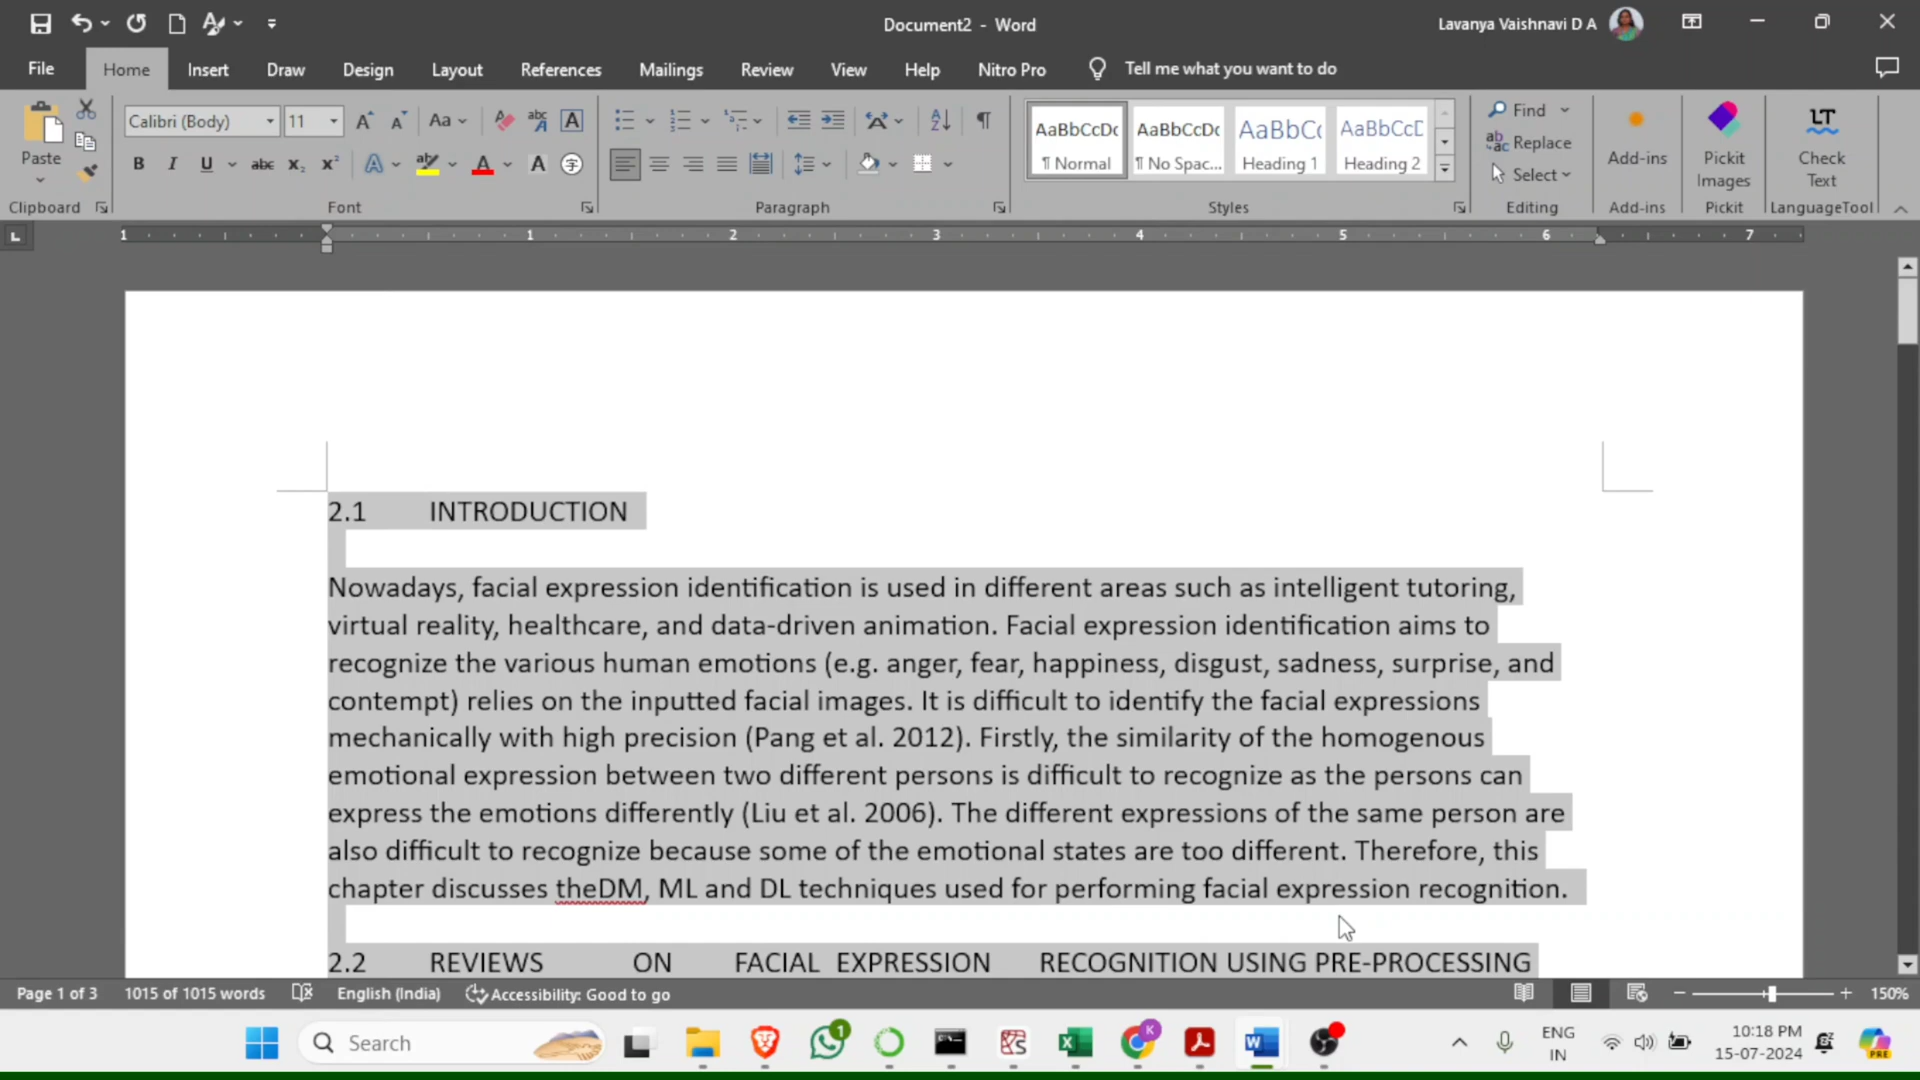 Document2 - Word
Lavanya Vaishnavi D A
File Home Insert Draw Design Layout References Mailings Review View Help Nitro Pro Tell me what you want to do
Paste
Calibri (Body) 11
Aa
AaBbCcDc AaBbCcDc AaBbCc AaBbCcD
¶ Normal ¶ No Spac... Heading 1 Heading 2
Find
Replace
Select
Add-ins
Pickit Images
Check Text
Clipboard Font Paragraph Styles Editing Add-ins Pickit LanguageTool
1 1 2 3 4 5 6 7
2.1 INTRODUCTION
Nowadays, facial expression identification is used in different areas such as intelligent tutoring,
virtual reality, healthcare, and data-driven animation. Facial expression identification aims to
recognize the various human emotions (e.g. anger, fear, happiness, disgust, sadness, surprise, and
contempt) relies on the inputted facial images. It is difficult to identify the facial expressions
mechanically with high precision (Pang et al. 2012). Firstly, the similarity of the homogenous
emotional expression between two different persons is difficult to recognize as the persons can
express the emotions differently (Liu et al. 2006). The different expressions of the same person are
also difficult to recognize because some of the emotional states are too different. Therefore, this
chapter discusses theDM, ML and DL techniques used for performing facial expression recognition.
2.2 REVIEWS ON FACIAL EXPRESSION RECOGNITION USING PRE-PROCESSING
Page 1 of 3 1015 of 1015 words English (India) Accessibility: Good to go 150%
Search
ENG
IN
10:18 PM
15-07-2024